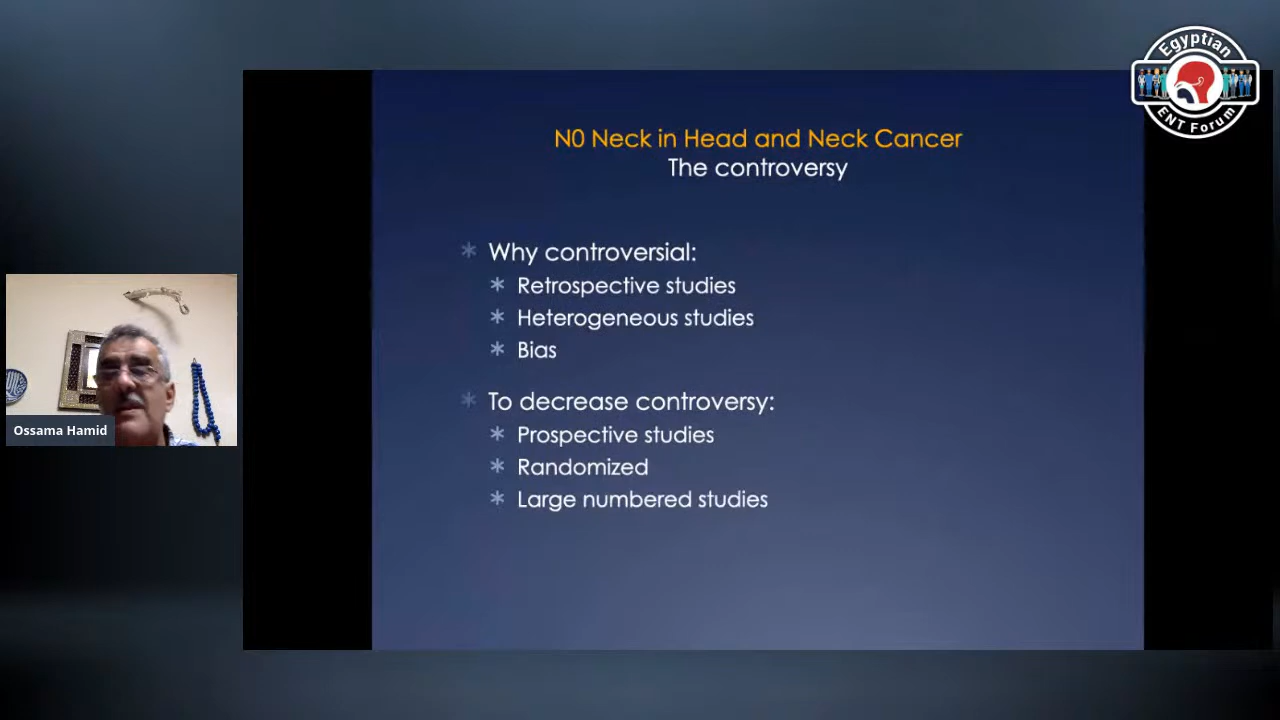 Egyptian
ENT Forum
N0 Neck in Head and Neck Cancer
The controversy
* Why controversial:
* Retrospective studies
* Heterogeneous studies
* Bias
* To decrease controversy:
* Prospective studies
* Randomized
* Large numbered studies
Ossama Hamid